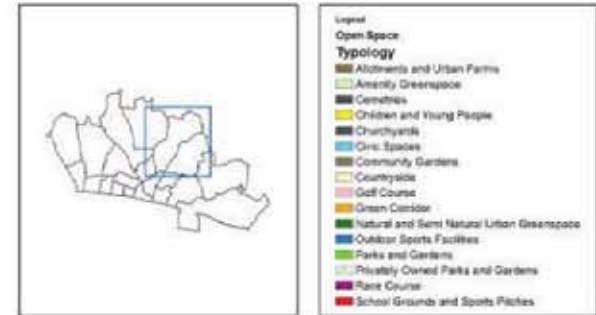 Legend
Open Space
Typology
Allotments and Urban Farms
Amenity Greenspace
Cemetries
Children and Young People
Churchyards
Civic Spaces
Community Gardens
Countryside
Golf Course
Green Corridor
Natural and Semi Natural Urban Greenspace
Outdoor Sports Facilities
Parks and Gardens
Privately Owned Parks and Gardens
Race Course
School Grounds and Sports Pitches